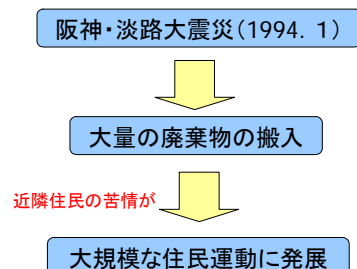 阪神・淡路大震災(1994. 1)
大量の廃棄物の搬入
近隣住民の苦情が
大規模な住民運動に発展